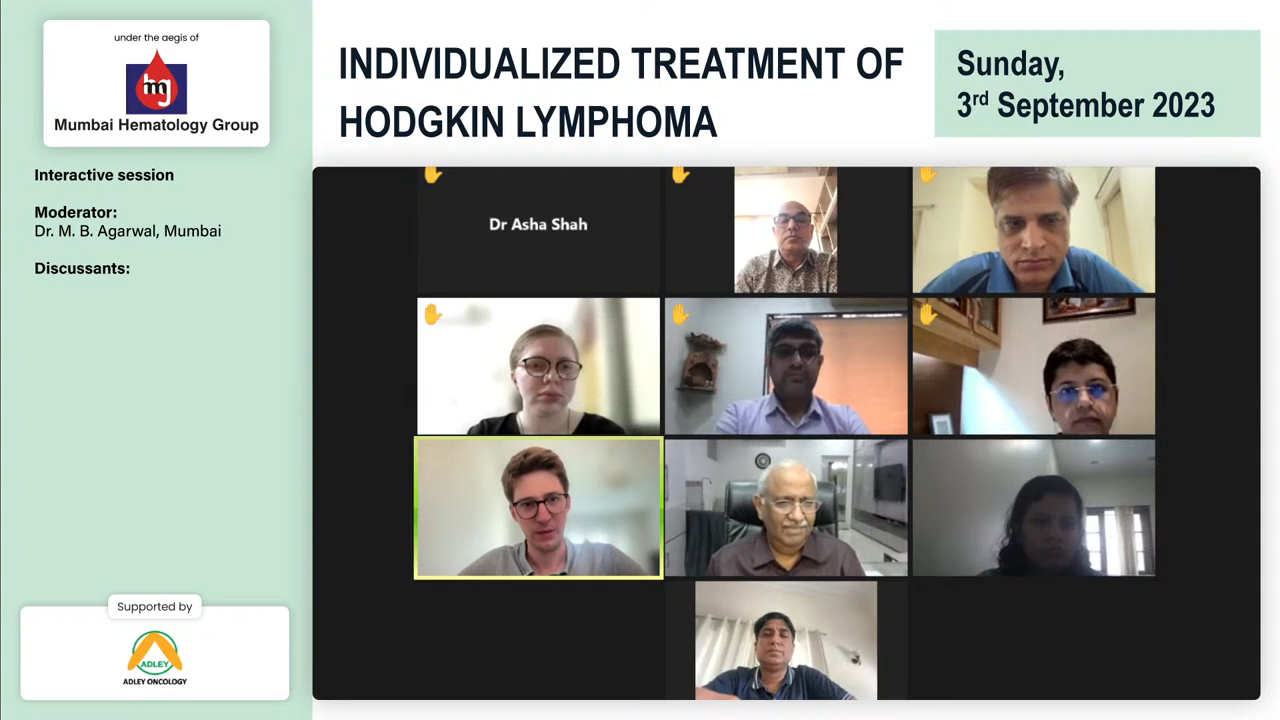 under the aegis of
hg
Mumbai Hematology Group
Interactive session
Moderator:
Dr. M. B. Agarwal, Mumbai
Discussants:
Supported by
ADLEY
ADLEY ONCOLOGY
INDIVIDUALIZED TREATMENT OF
HODGKIN LYMPHOMA
Sunday,
3rd September 2023
Dr Asha Shah